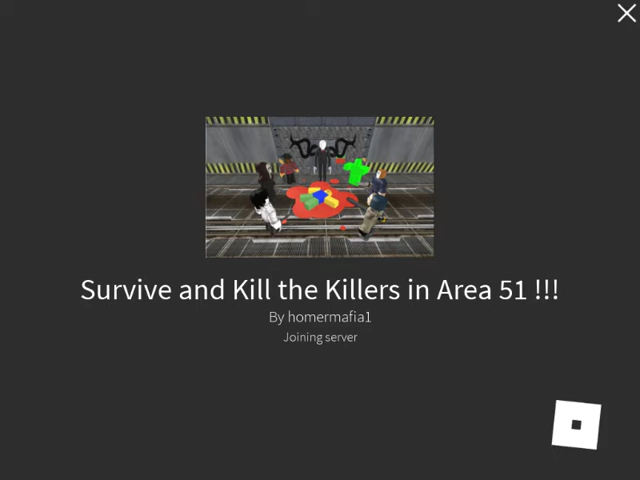 Survive and Kill the Killers in Area 51 !!!
By homermafia1
Joining server